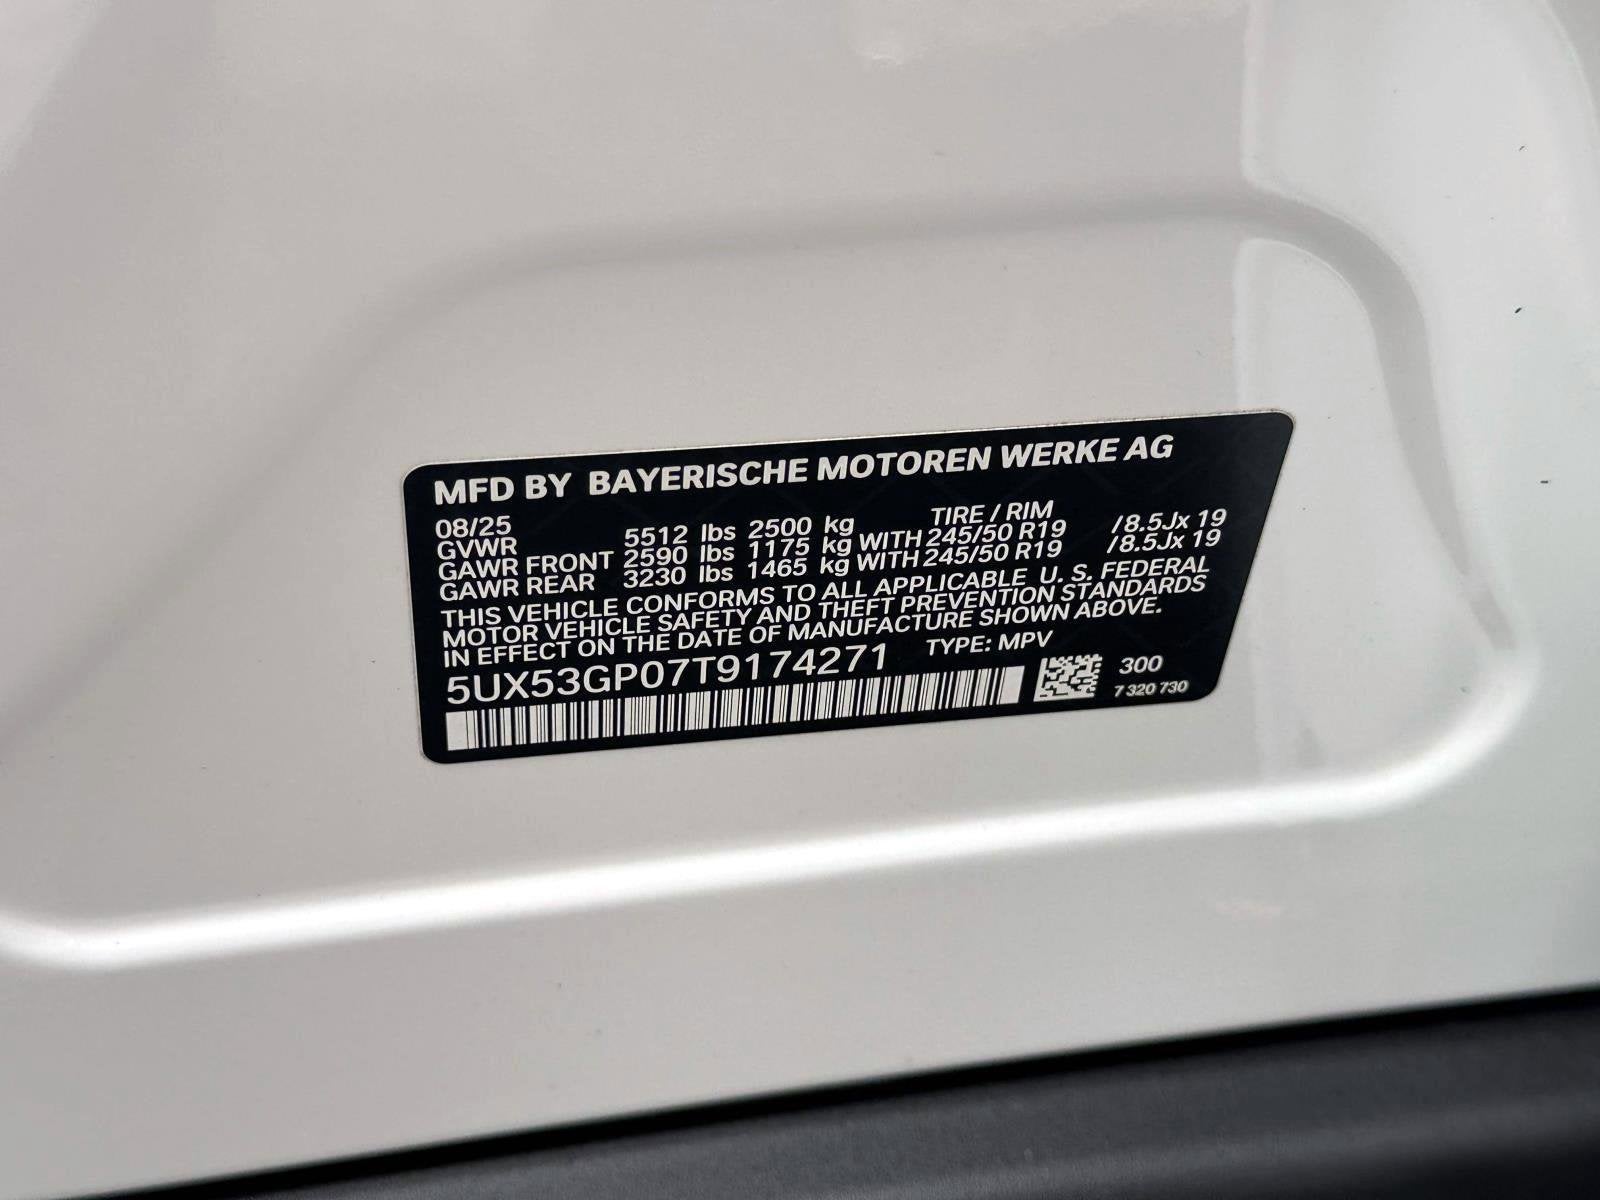 MFD BY BAYERISCHE MOTOREN WERKE AG
08/25 TIRE / RIM
GVWR 5512 lbs 2500 kg
GAWR FRONT 2590 lbs 1175 kg WITH 245/50 R19 /8.5Jx 19
GAWR REAR 3230 lbs 1465 kg WITH 245/50 R19 /8.5Jx 19
THIS VEHICLE CONFORMS TO ALL APPLICABLE U. S. FEDERAL
MOTOR VEHICLE SAFETY AND THEFT PREVENTION STANDARDS
IN EFFECT ON THE DATE OF MANUFACTURE SHOWN ABOVE.
5UX53GP07T9174271 TYPE: MPV
300
7 320 730